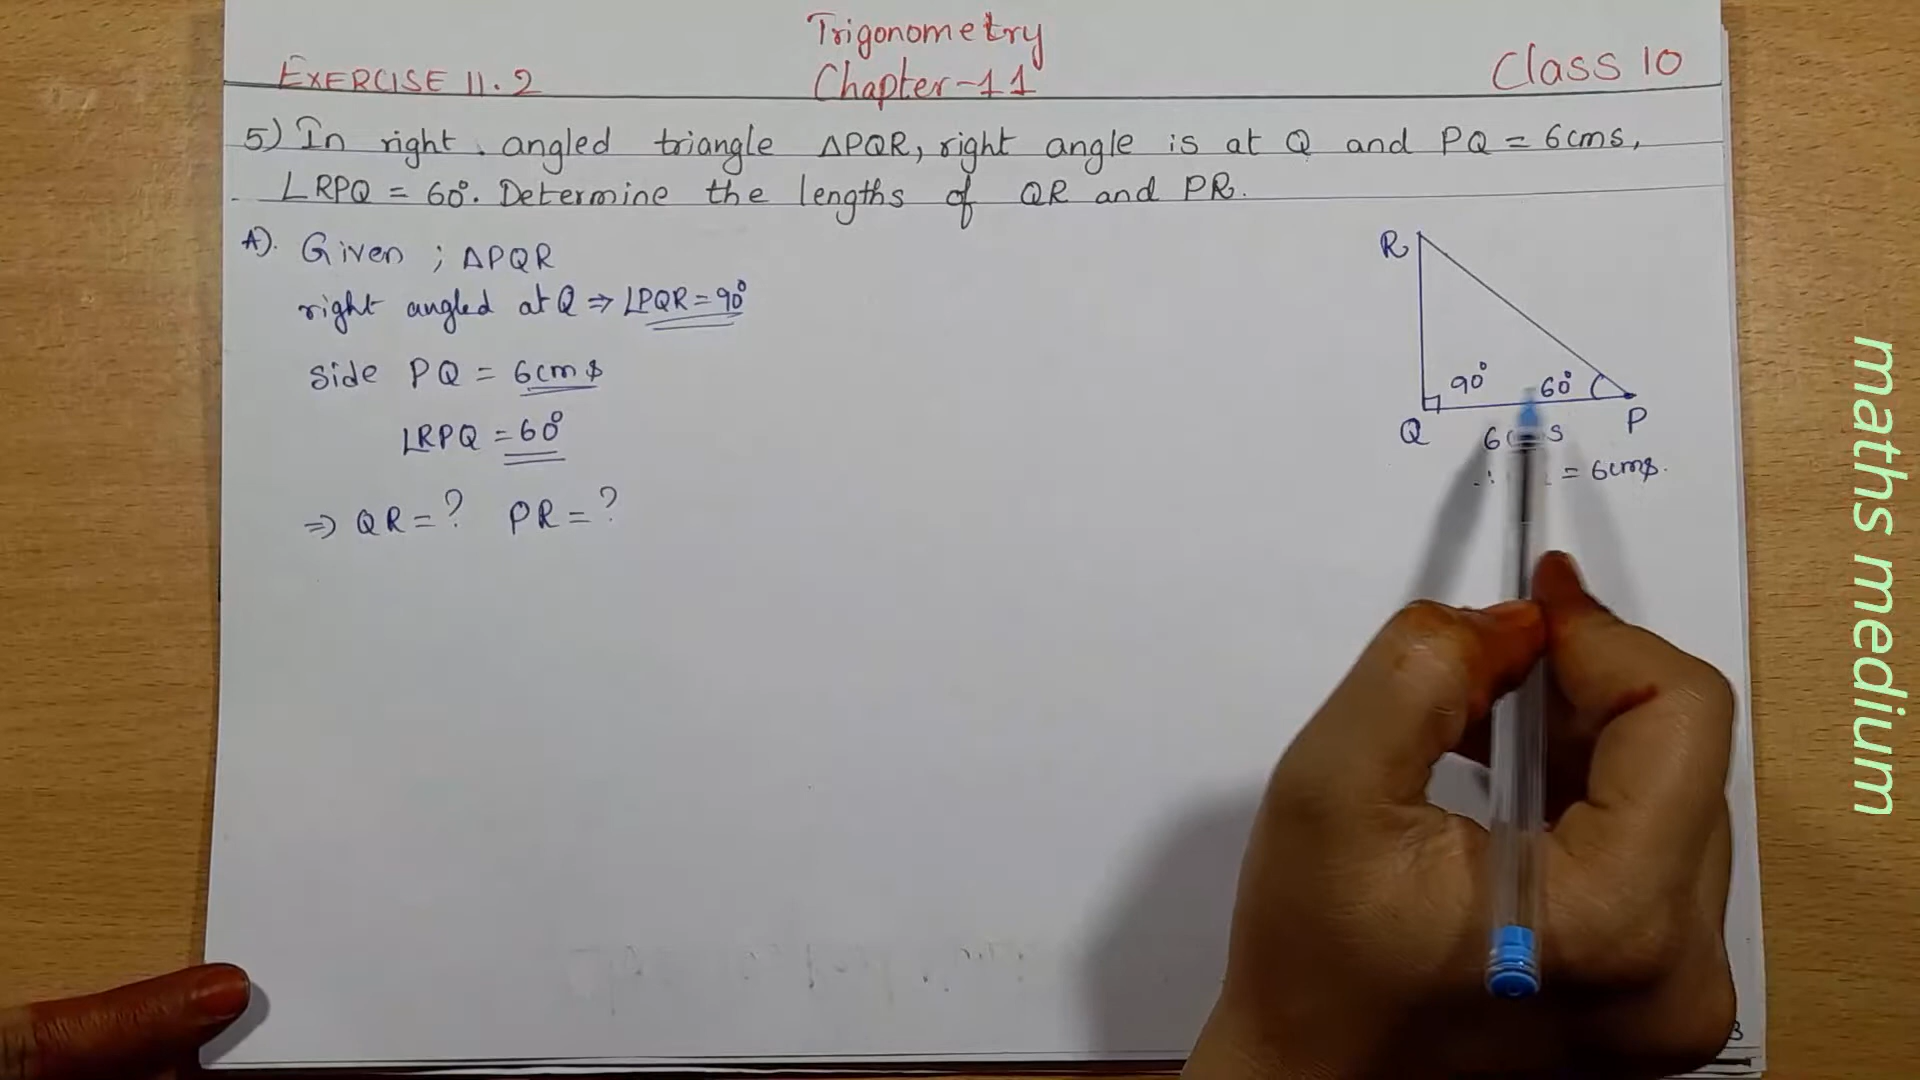 Trigonometry
EXERCISE 11.2
Chapter-11
Class 10
5) In right angled triangle ΔPQR, right angle is at Q and PQ = 6cms,
∠RPQ = 60°. Determine the lengths of QR and PR.
A). Given ; ΔPQR
right angled at Q ⇒ ∠PQR = 90°
side PQ = 6cms
∠RPQ = 60°
⇒ QR = ? PR = ?
R
90° 60°
Q P
= 6cms.
maths medium